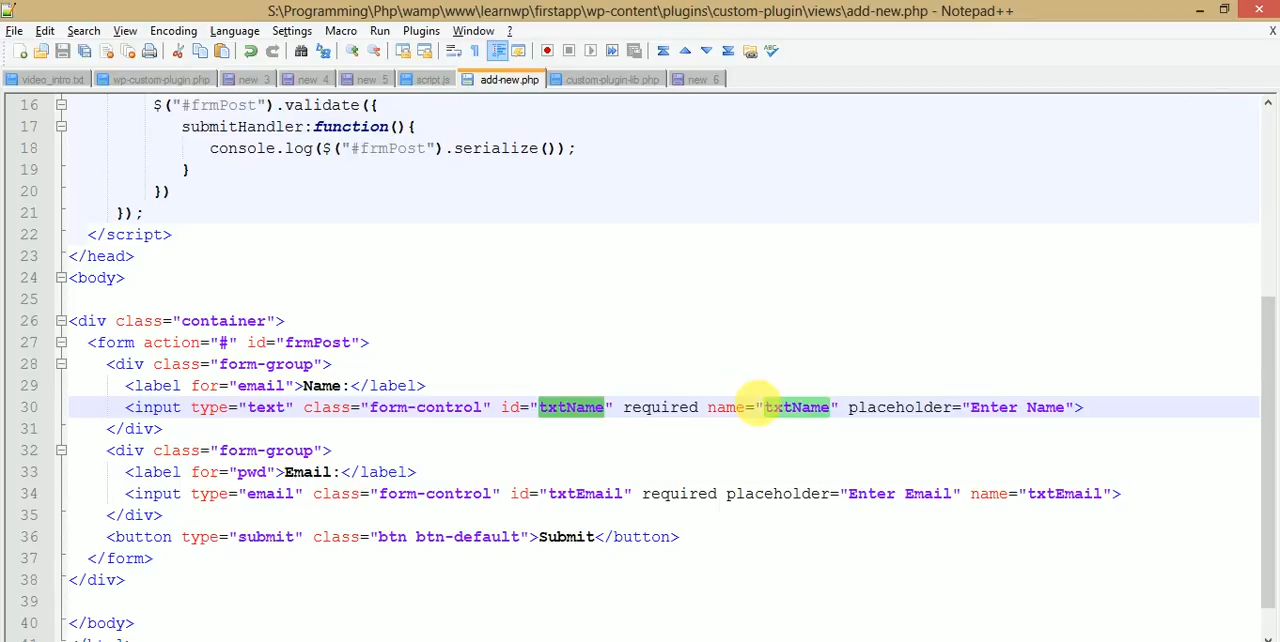 S:\Programming\Php\wamp\www\learnwp\firstapp\wp-content\plugins\custom-plugin\views\add-new.php - Notepad++
File Edit Search View Encoding Language Settings Macro Run Plugins Window ? X
video_intro.txt wp-custom-plugin.php new 3 new 4 new 5 script.js add-new.php custom-plugin-lib.php new 6
16 $("#frmPost").validate({
17 submitHandler:function(){
18 console.log($("#frmPost").serialize());
19 }
20 })
21 });
22 </script>
23 </head>
24 <body>
25
26 <div class="container">
27 <form action="#" id="frmPost">
28 <div class="form-group">
29 <label for="email">Name:</label>
30 <input type="text" class="form-control" id="txtName" required name="txtName" placeholder="Enter Name">
31 </div>
32 <div class="form-group">
33 <label for="pwd">Email:</label>
34 <input type="email" class="form-control" id="txtEmail" required placeholder="Enter Email" name="txtEmail">
35 </div>
36 <button type="submit" class="btn btn-default">Submit</button>
37 </form>
38 </div>
39
40 </body>